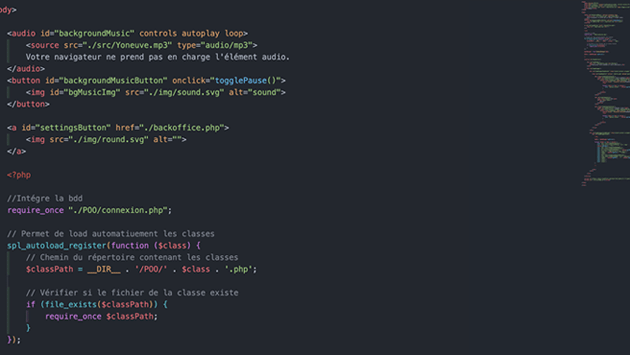 ody>
<audio id="backgroundMusic" controls autoplay loop>
<source src="./src/Yoneuve.mp3" type="audio/mp3">
Votre navigateur ne prend pas en charge l'élément audio.
</audio>
<button id="backgroundMusicButton" onclick="togglePause()">
<img id="bgMusicImg" src="./img/sound.svg" alt="sound">
</button>
<a id="settingsButton" href="./backoffice.php">
<img src="./img/round.svg" alt="">
</a>
<?php
//Intégre la bdd
require_once "./POO/connexion.php";
// Permet de load automatiuement les classes
spl_autoload_register(function ($class) {
// Chemin du répertoire contenant les classes
$classPath = __DIR__ . '/POO/' . $class . '.php';
// Vérifier si le fichier de la classe existe
if (file_exists($classPath)) {
require_once $classPath;
}
});